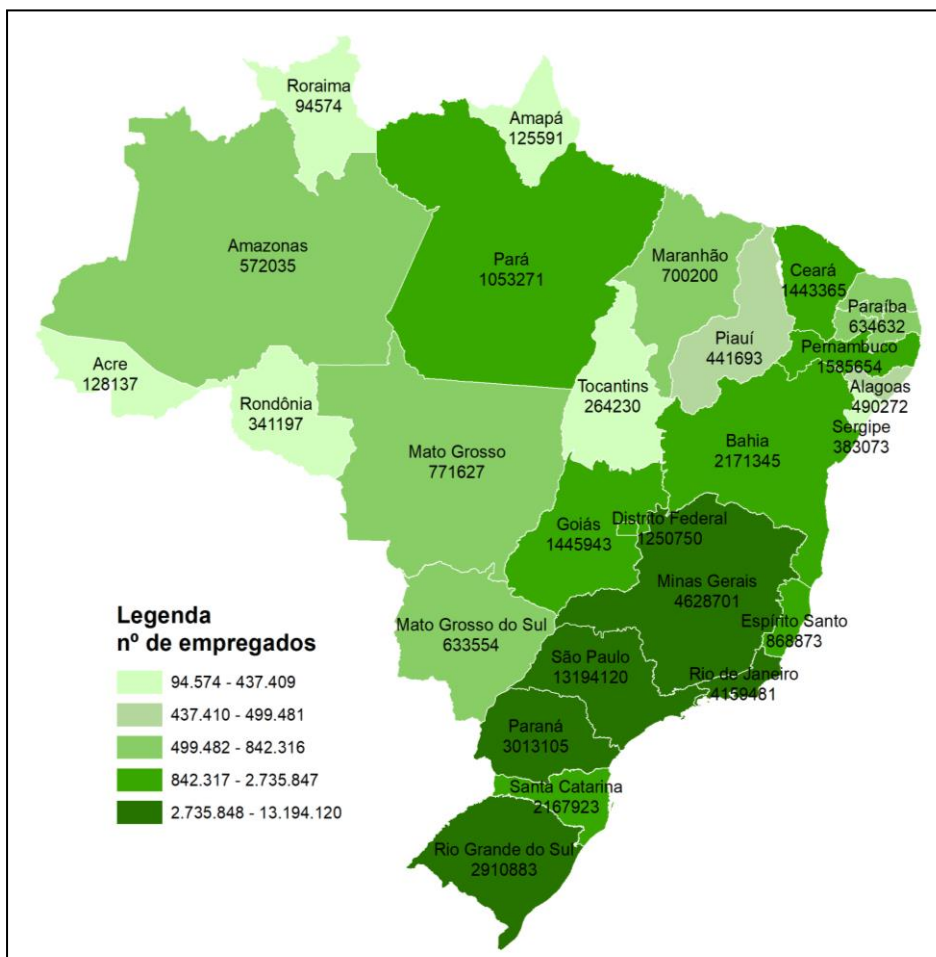 Roraima
94574
Amapá
125591
Amazonas
572035
Pará
1053271
Maranhão
700200
Ceará
1443365
Paraíba
634632
Piauí
441693
Pernambuco
1585654
Acre
128137
Rondônia
341197
Tocantins
264230
Alagoas
490272
Sergipe
383073
Mato Grosso
771627
Bahia
2171345
Goiás
1445943
Distrito Federal
1250750
Minas Gerais
4628701
Espírito Santo
868873
Mato Grosso do Sul
633554
São Paulo
13194120
Rio de Janeiro
4159481
Paraná
3013105
Santa Catarina
2167923
Rio Grande do Sul
2910883
Legenda
nº de empregados
94.574 - 437.409
437.410 - 499.481
499.482 - 842.316
842.317 - 2.735.847
2.735.848 - 13.194.120